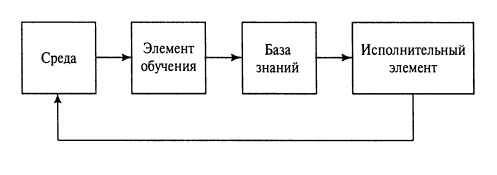 Среда
Элемент
обучения
База
знаний
Исполнительный
элемент